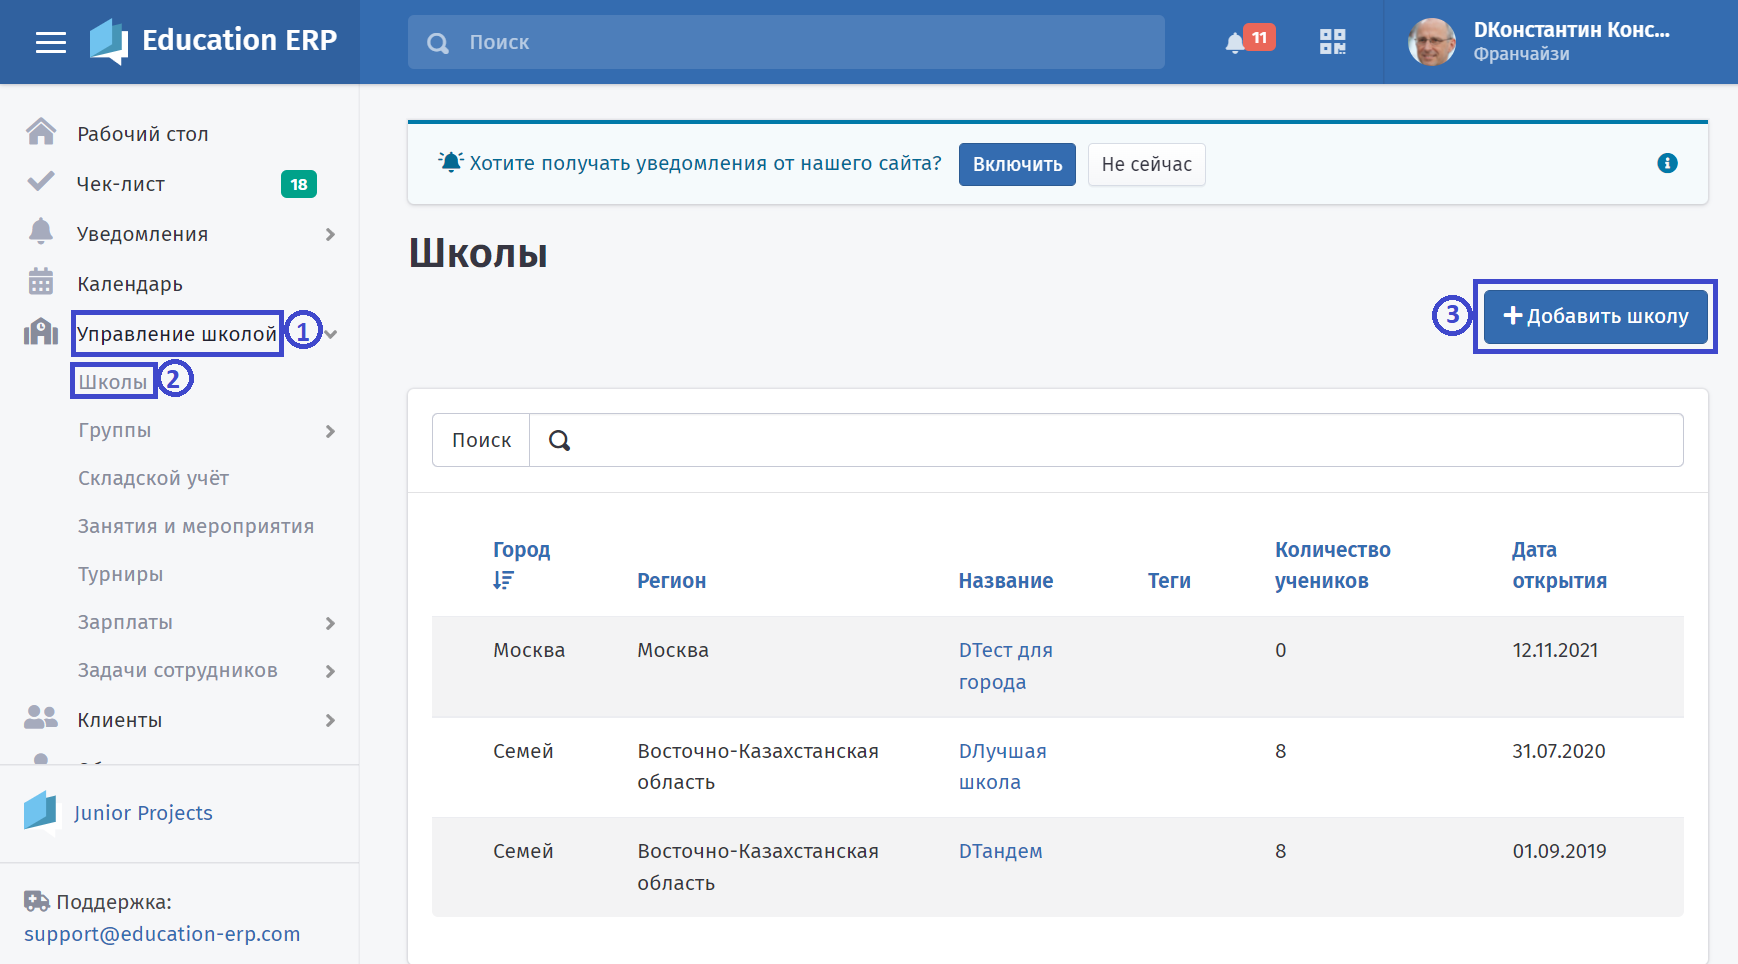 Education ERP
Поиск
11
DКонстантин Конс...
Франчайзи
Рабочий стол
Чек-лист
18
Уведомления
Календарь
Управление школой
1
Школы
2
Группы
Складской учёт
Занятия и мероприятия
Турниры
Зарплаты
Задачи сотрудников
Клиенты
Junior Projects
Поддержка:
support@education-erp.com
Хотите получать уведомления от нашего сайта?
Включить
Не сейчас
Школы
3
Добавить школу
Поиск
Город
Регион
Название
Теги
Количество
учеников
Дата
открытия
Москва
Москва
DТест для
города
0
12.11.2021
Семей
Восточно-Казахстанская
область
DЛучшая
школа
8
31.07.2020
Семей
Восточно-Казахстанская
область
DТандем
8
01.09.2019